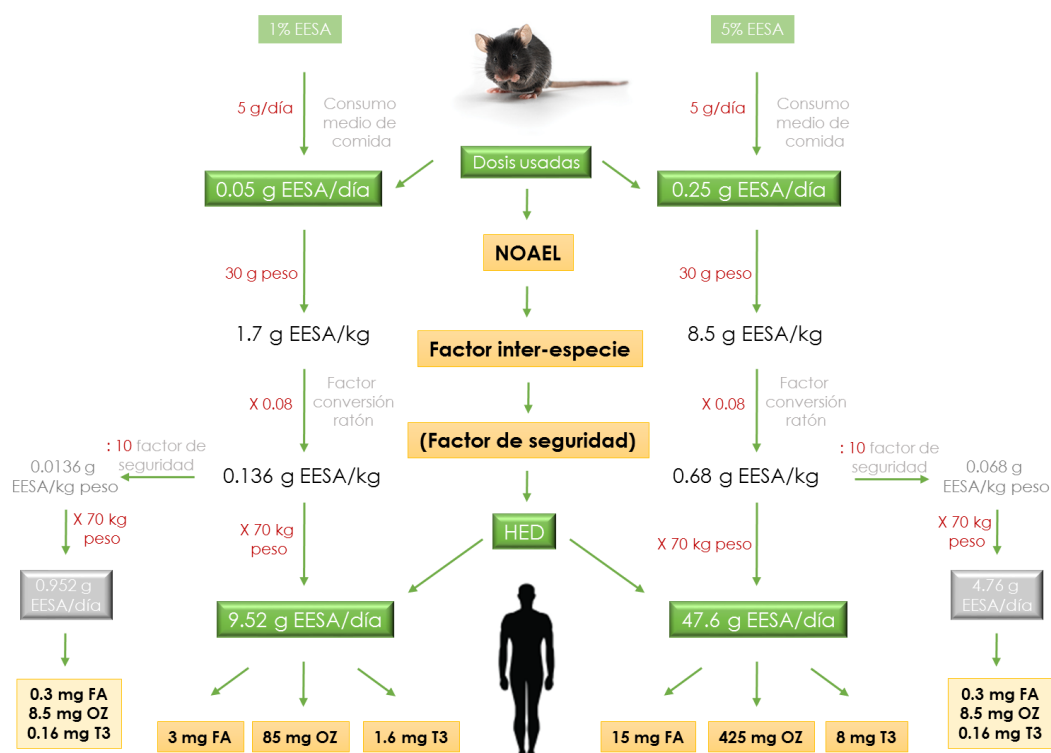 1% EESA
5% EESA
5 g/día
Consumo
medio de
comida
5 g/día
Consumo
medio de
comida
Dosis usadas
0.05 g EESA/día
0.25 g EESA/día
NOAEL
30 g peso
30 g peso
1.7 g EESA/kg
Factor inter-especie
8.5 g EESA/kg
X 0.08
Factor
conversión
ratón
X 0.08
Factor
conversión
ratón
(Factor de seguridad)
: 10 factor de
seguridad
: 10 factor de
seguridad
0.0136 g
EESA/kg peso
0.136 g EESA/kg
0.68 g EESA/kg
0.068 g
EESA/kg peso
X 70 kg
peso
X 70 kg
peso
HED
X 70 kg peso
X 70 kg
peso
0.952 g
EESA/día
9.52 g EESA/día
47.6 g EESA/día
4.76 g
EESA/día
0.3 mg FA
8.5 mg OZ
0.16 mg T3
3 mg FA
85 mg OZ
1.6 mg T3
15 mg FA
425 mg OZ
8 mg T3
0.3 mg FA
8.5 mg OZ
0.16 mg T3